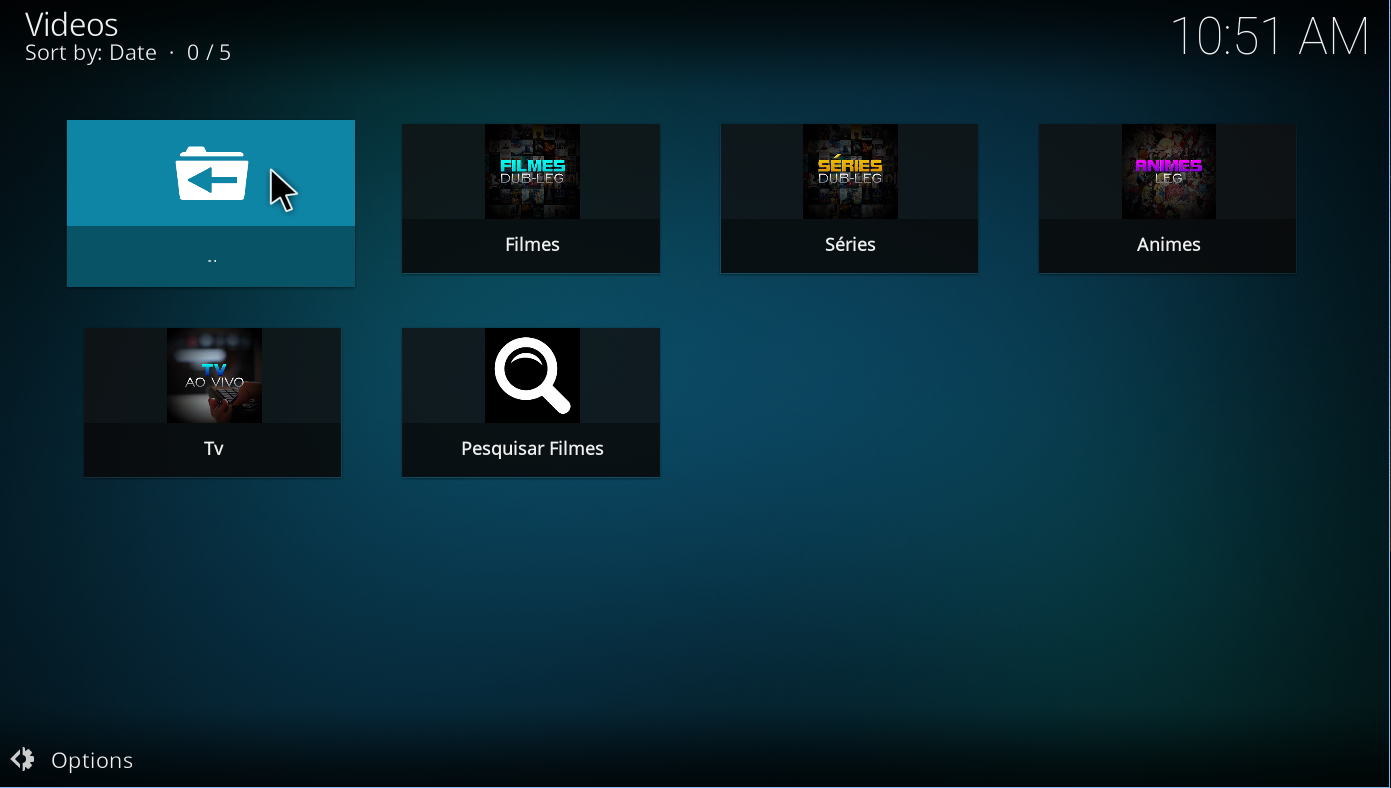 Videos
Sort by: Date · 0 / 5
10:51 AM
..
FILMES
DUB-LEG
Filmes
SÉRIES
DUB-LEG
Séries
ANIMES
LEG
Animes
TV
AO VIVO
Tv
Pesquisar Filmes
Options